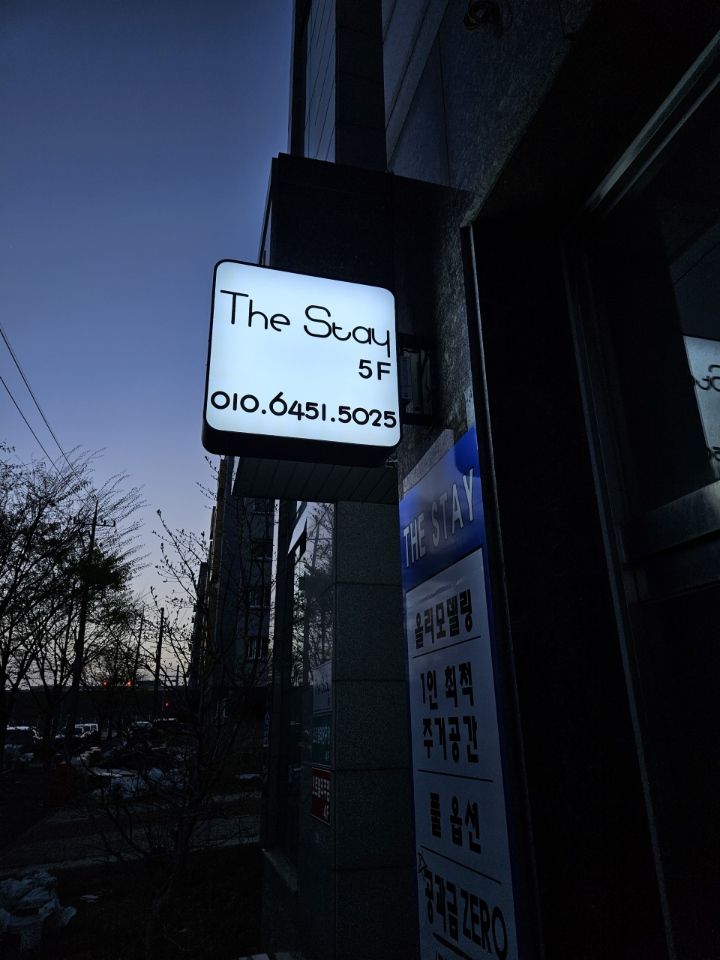 The Stay
5F
010.6451.5025
THE STAY
올리모델링
1인 최적
주거공간
풀 옵션
공과금 ZERO